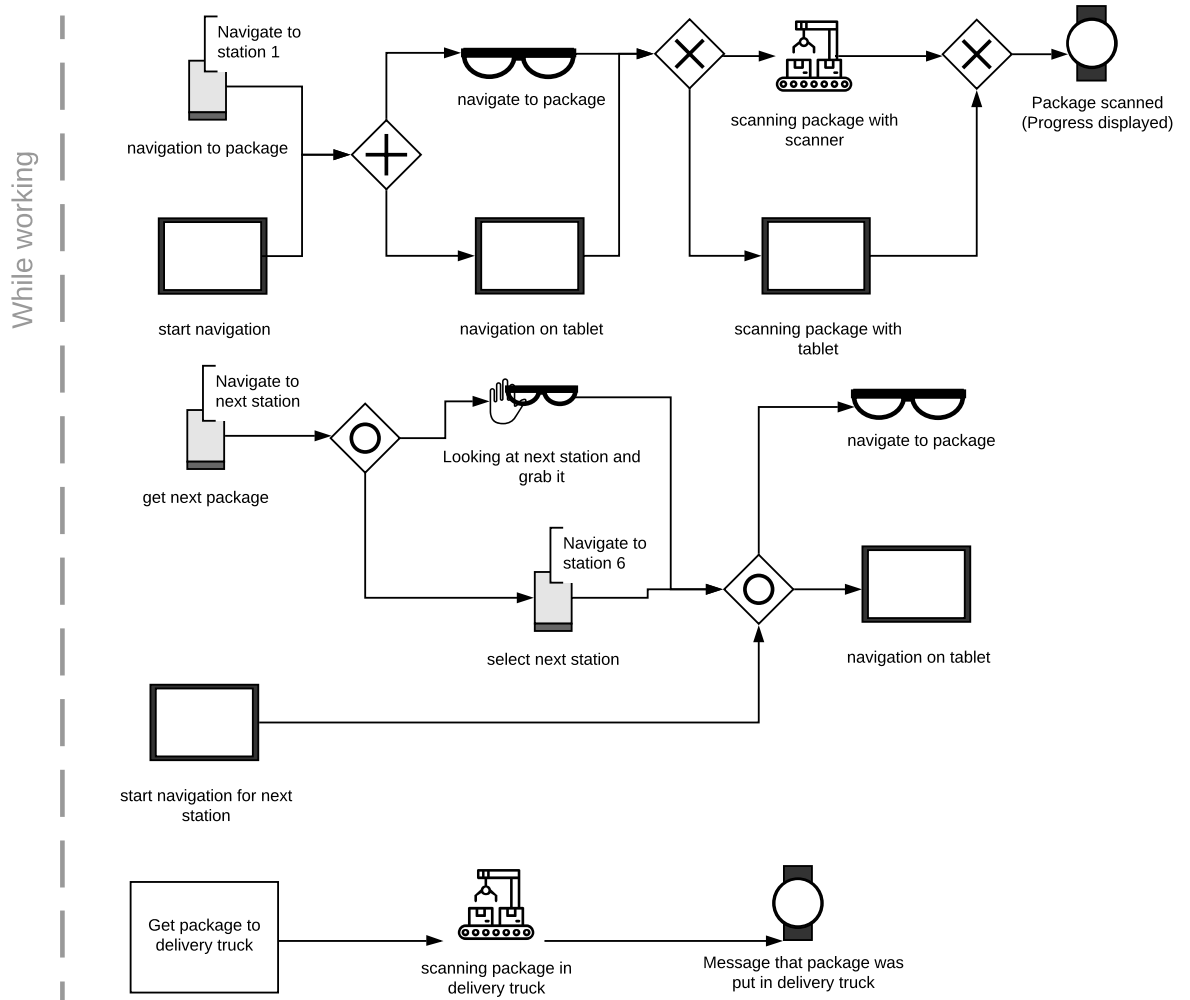 While working
Navigate to
station 1
navigation to package
start navigation
navigate to package
navigation on tablet
scanning package with
scanner
scanning package with
tablet
Package scanned
(Progress displayed)
Navigate to
next station
get next package
Looking at next station and
grab it
Navigate to
station 6
select next station
start navigation for next
station
navigate to package
navigation on tablet
Get package to
delivery truck
scanning package in
delivery truck
Message that package was
put in delivery truck